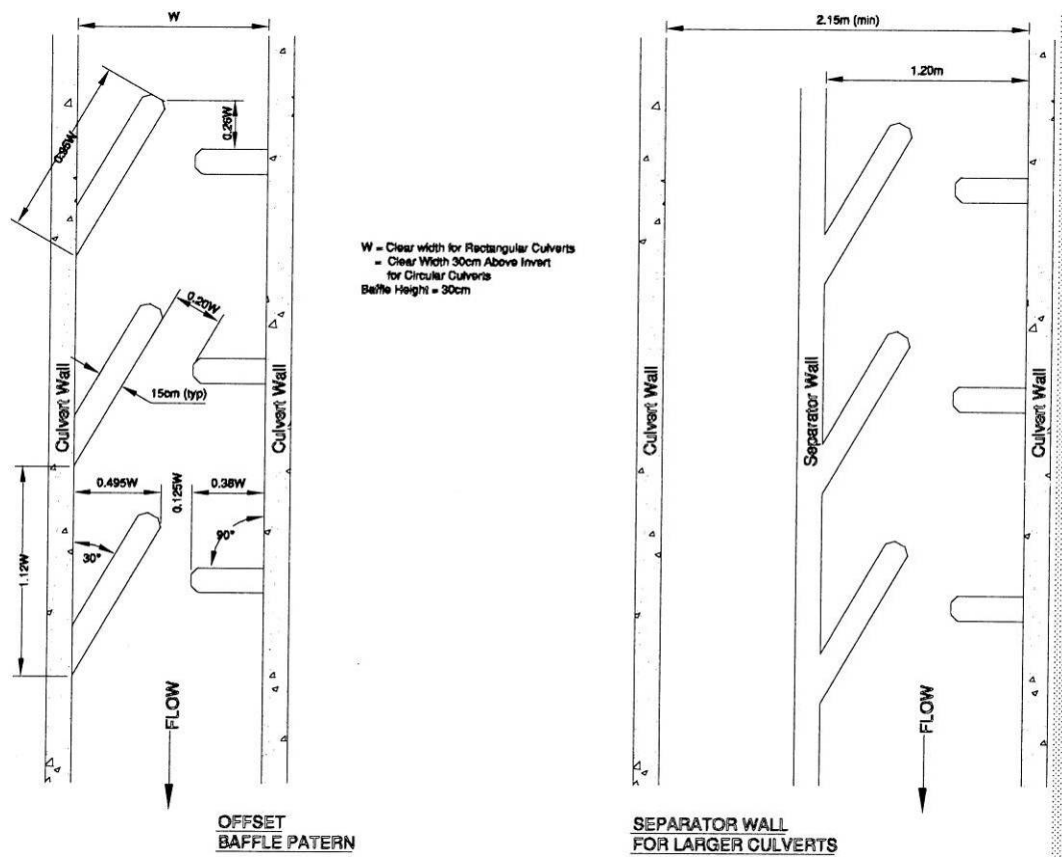 W
2.15m (min)
1.20m
0.95W
0.26W
W = Clear width for Rectangular Culverts
= Clear Width 30cm Above Invert
for Circular Culverts
Baffle Height = 30cm
0.20W
15cm (typ)
Culvert Wall
Culvert Wall
Culvert Wall
Separator Wall
Culvert Wall
0.495W
0.125W
0.38W
30°
90°
1.12W
FLOW
FLOW
OFFSET
BAFFLE PATERN
SEPARATOR WALL
FOR LARGER CULVERTS